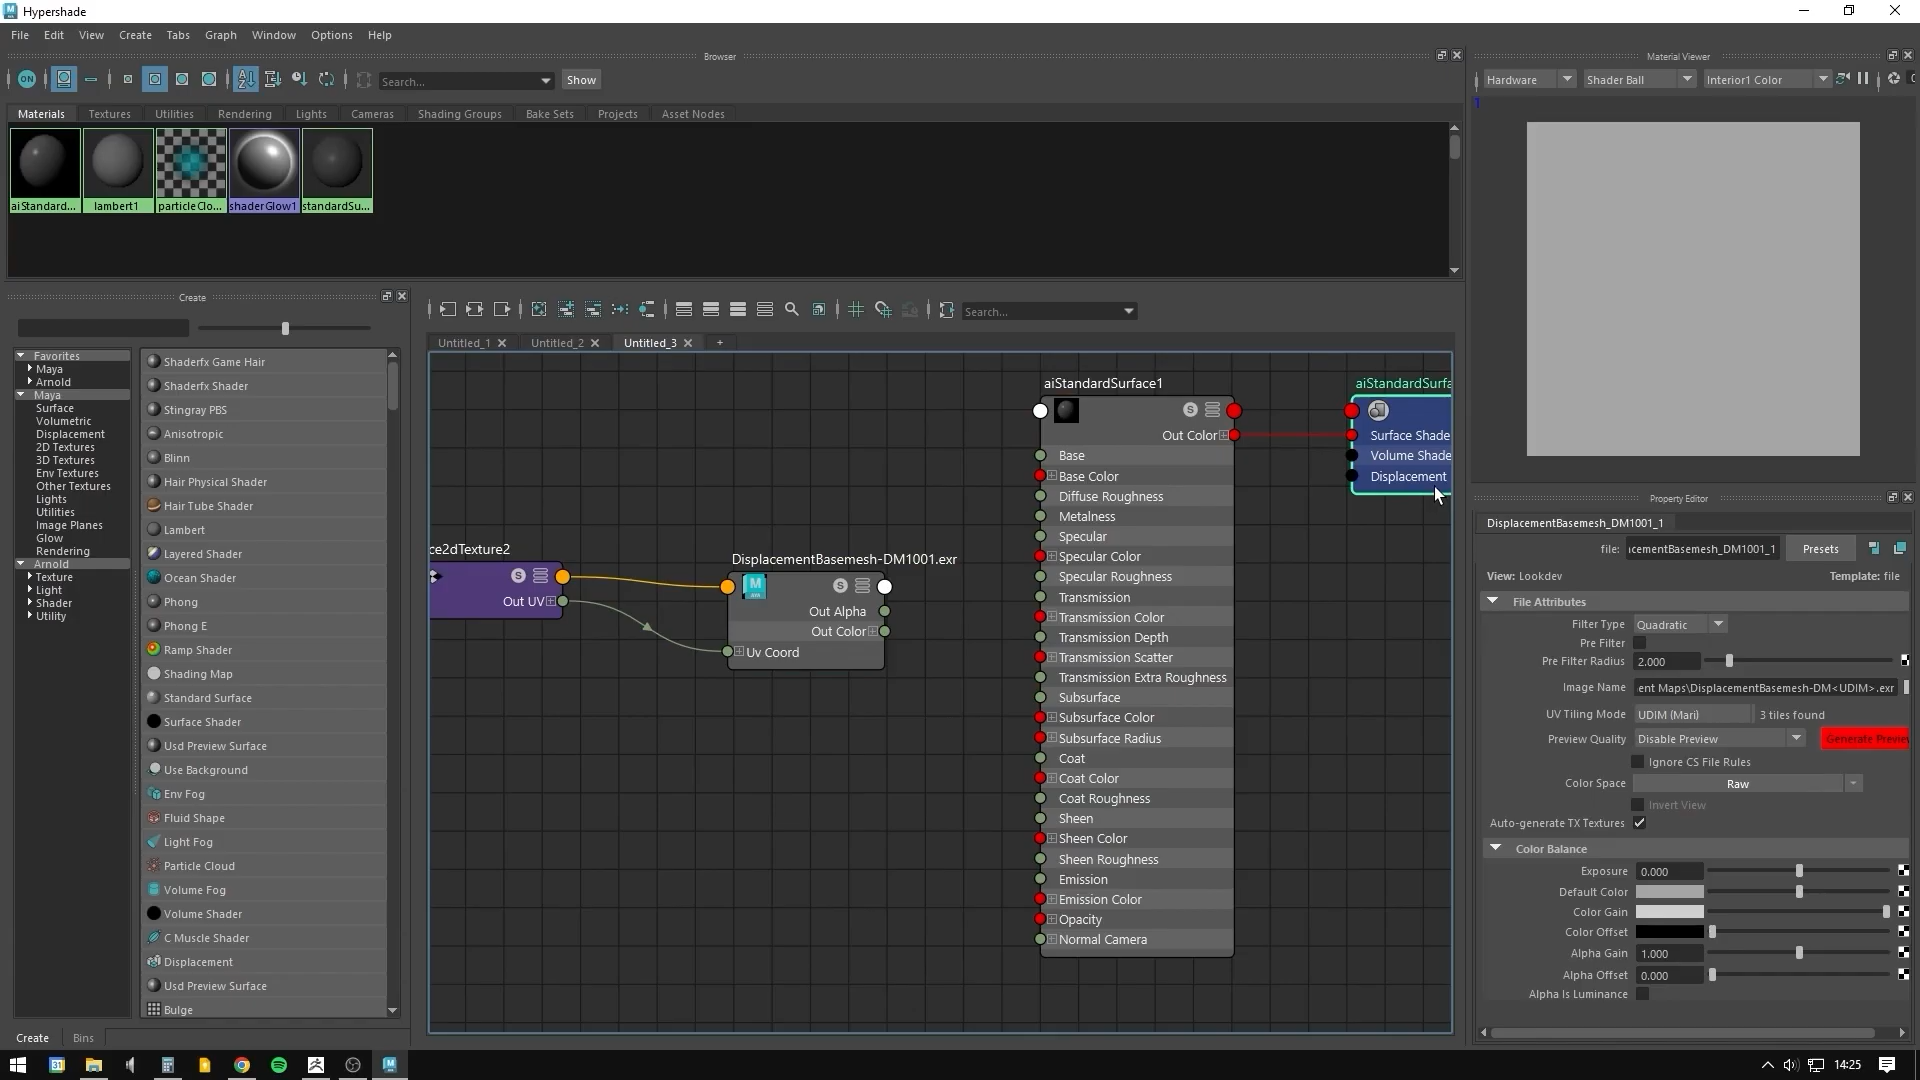 Hypershade
File Edit View Create Tabs Graph Window Options Help
Browser
ON
Search...
Show
Materials Textures Utilities Rendering Lights Cameras Shading Groups Bake Sets Projects Asset Nodes
aiStandard... lambert1 particleClo... shaderGlow1 standardSu...
Material Viewer
Hardware Shader Ball Interior1 Color
1
Create
Favorites
Maya
Arnold
Maya
Surface
Volumetric
Displacement
2D Textures
3D Textures
Env Textures
Other Textures
Lights
Utilities
Image Planes
Glow
Rendering
Arnold
Texture
Light
Shader
Utility
Shaderfx Game Hair
Shaderfx Shader
Stingray PBS
Anisotropic
Blinn
Hair Physical Shader
Hair Tube Shader
Lambert
Layered Shader
Ocean Shader
Phong
Phong E
Ramp Shader
Shading Map
Standard Surface
Surface Shader
Usd Preview Surface
Use Background
Env Fog
Fluid Shape
Light Fog
Particle Cloud
Volume Fog
Volume Shader
C Muscle Shader
Displacement
Usd Preview Surface
Bulge
Create Bins
Search...
Untitled_1 Untitled_2 Untitled_3 +
ce2dTexture2
S
Out UV
DisplacementBasemesh-DM1001.exr
M
S
Out Alpha
Out Color
Uv Coord
aiStandardSurface1
S
Out Color
Base
Base Color
Diffuse Roughness
Metalness
Specular
Specular Color
Specular Roughness
Transmission
Transmission Color
Transmission Depth
Transmission Scatter
Transmission Extra Roughness
Subsurface
Subsurface Color
Subsurface Radius
Coat
Coat Color
Coat Roughness
Sheen
Sheen Color
Sheen Roughness
Emission
Emission Color
Opacity
Normal Camera
aiStandardSurfa
Surface Shade
Volume Shade
Displacement
Property Editor
DisplacementBasemesh_DM1001_1
file: cementBasemesh_DM1001_1 Presets
View: Lookdev Template: file
File Attributes
Filter Type Quadratic
Pre Filter
Pre Filter Radius 2.000
Image Name ent Maps\DisplacementBasemesh-DM<UDIM>.exr
UV Tiling Mode UDIM (Mari) 3 tiles found
Preview Quality Disable Preview Generate Preview
Ignore CS File Rules
Color Space Raw
Invert View
Auto-generate TX Textures
Color Balance
Exposure 0.000
Default Color
Color Gain
Color Offset
Alpha Gain 1.000
Alpha Offset 0.000
Alpha Is Luminance
31
14:25